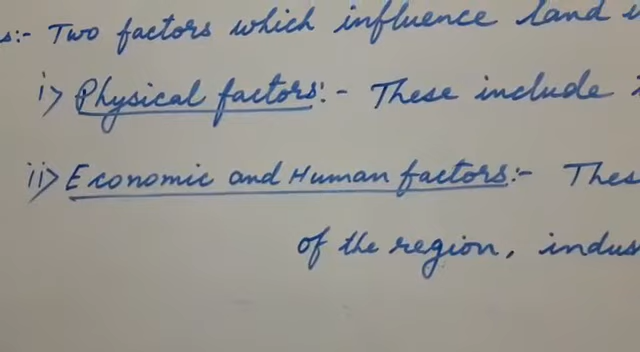 s:- Two factors which influence land
i) Physical factors:- These include
ii) Economic and Human factors:- Thes
of the region, indus